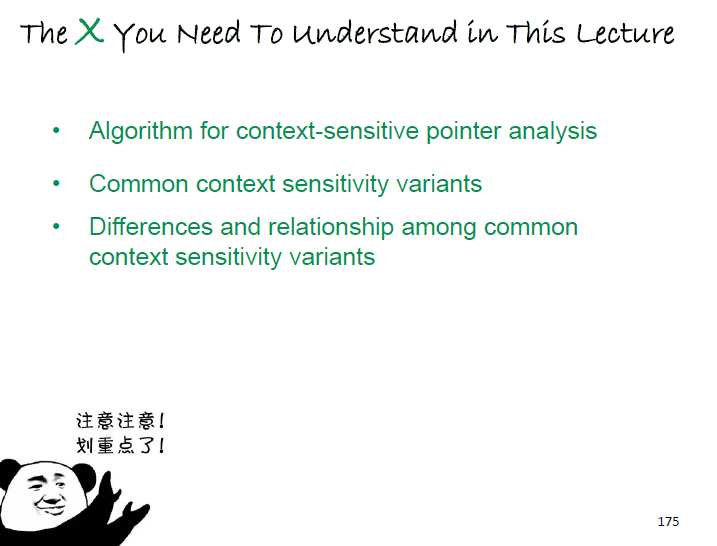 The X You Need To Understand in This Lecture
• Algorithm for context-sensitive pointer analysis
• Common context sensitivity variants
• Differences and relationship among common
context sensitivity variants
注意注意!
划重点了!
175